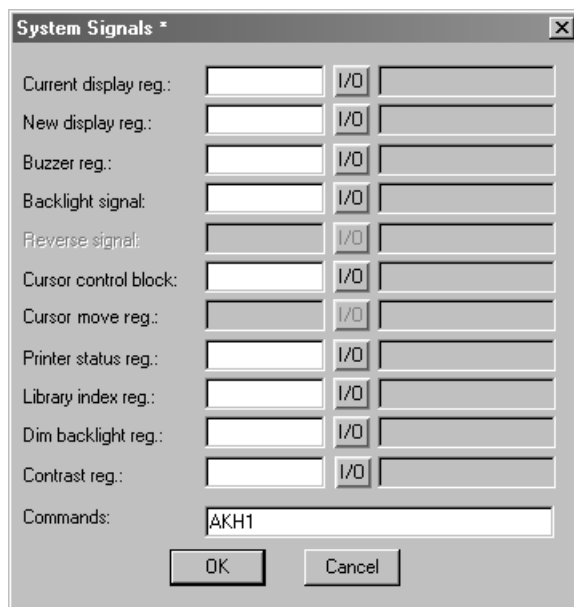 System Signals *
Current display reg.: I/O
New display reg.: I/O
Buzzer reg.: I/O
Backlight signal: I/O
Reverse signal: I/O
Cursor control block: I/O
Cursor move reg.: I/O
Printer status reg.: I/O
Library index reg.: I/O
Dim backlight reg.: I/O
Contrast reg.: I/O
Commands: AKH1
OK Cancel